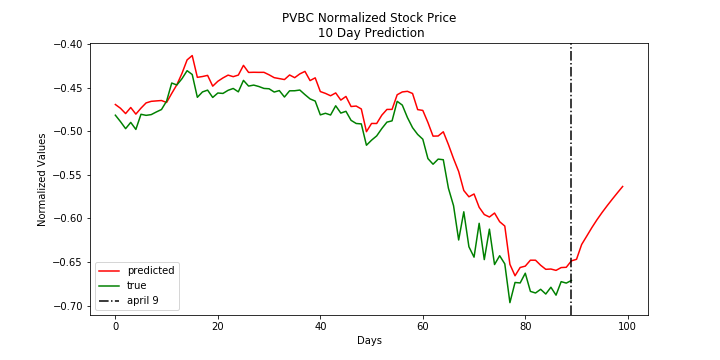 PVBC Normalized Stock Price
10 Day Prediction
Normalized Values
−0.40
−0.45
−0.50
−0.55
−0.60
−0.65
−0.70
predicted
true
april 9
0
20
40
60
80
100
Days